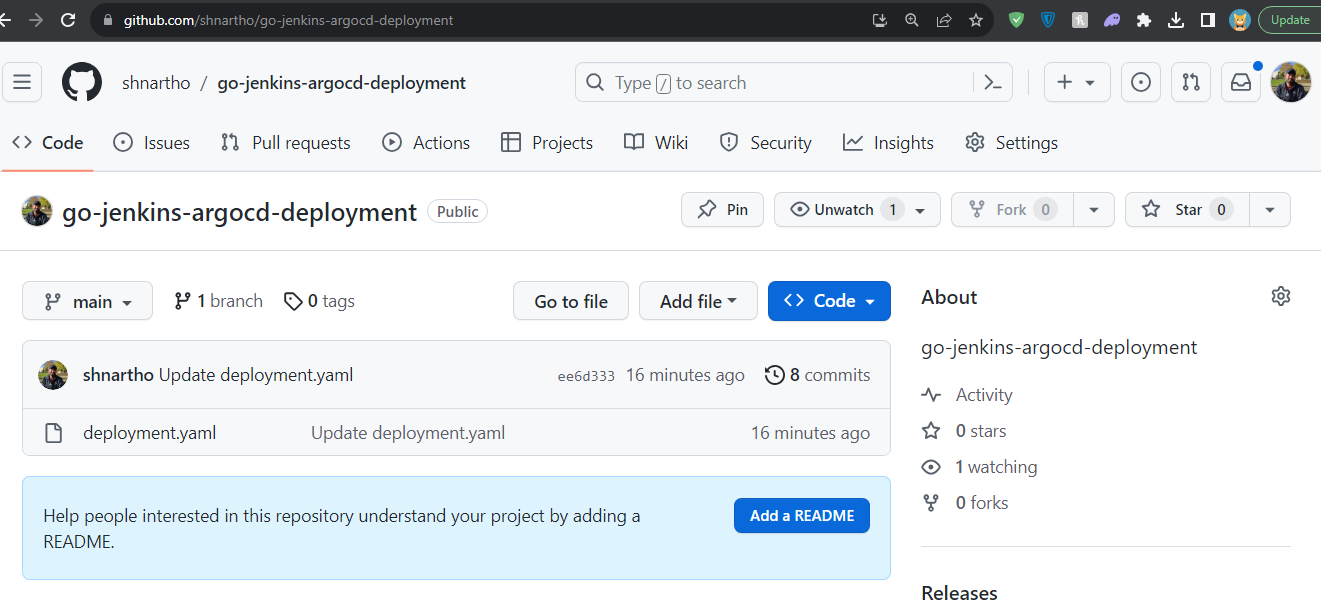 github.com/shnartho/go-jenkins-argocd-deployment
Update
shnartho / go-jenkins-argocd-deployment
Type / to search
Code Issues Pull requests Actions Projects Wiki Security Insights Settings
go-jenkins-argocd-deployment Public
Pin Unwatch 1 Fork 0 Star 0
main 1 branch 0 tags Go to file Add file Code
shnartho Update deployment.yaml ee6d333 16 minutes ago 8 commits
deployment.yaml Update deployment.yaml 16 minutes ago
Help people interested in this repository understand your project by adding a
README.
Add a README
About
go-jenkins-argocd-deployment
Activity
0 stars
1 watching
0 forks
Releases